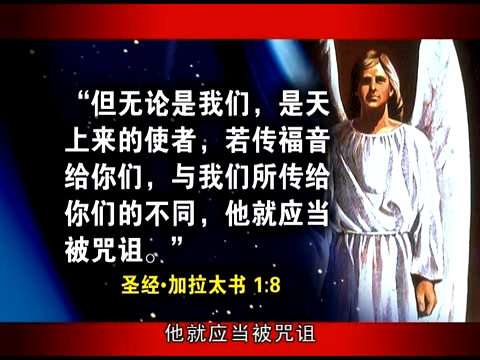 “但无论是我们，是天
上来的使者，若传福音
给你们，与我们所传给
你们的不同，他就应当
被咒诅。”
圣经·加拉太书 1:8
他就应当被咒诅